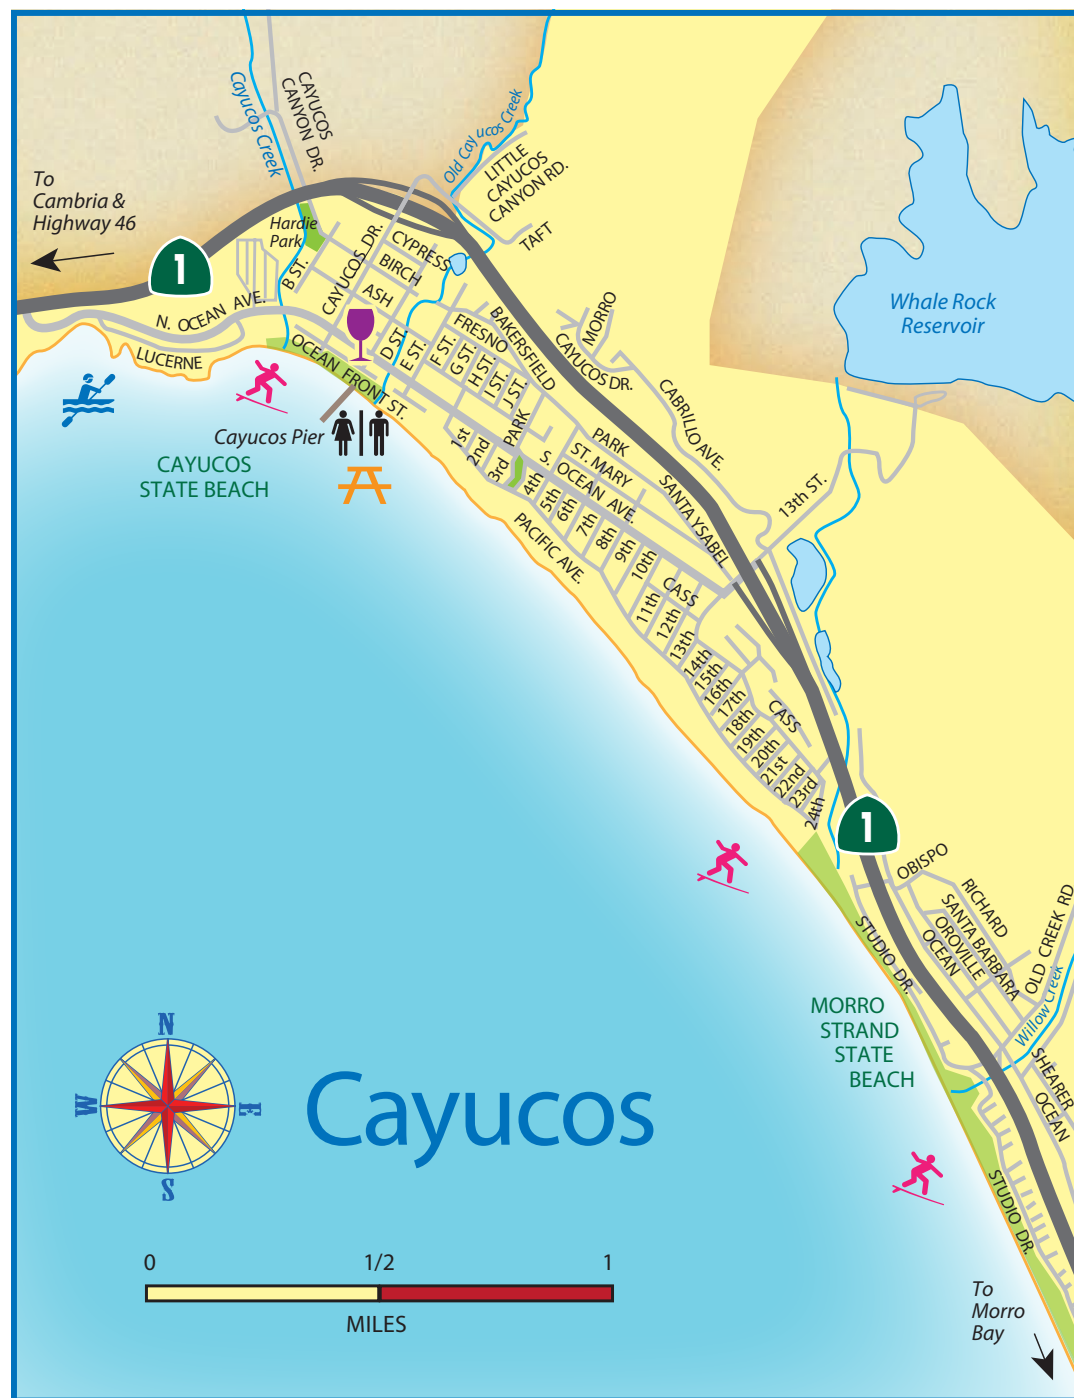 Cayucos Creek
CAYUCOS
CANYON DR.
Old Cayucos Creek
LITTLE
CAYUCOS
CANYON RD.
TAFT
To
Cambria &
Highway 46
1
Hardie
Park
B ST.
CAYUCOS DR.
CYPRESS
BIRCH
ASH
N. OCEAN AVE.
LUCERNE
OCEAN FRONT ST.
D ST.
E ST.
F ST.
G ST.
H ST.
I ST.
J ST.
FRESNO
BAKERSFIELD
CAYUCOS DR.
MORRO
CABRILLO AVE.
Whale Rock
Reservoir
Cayucos Pier
CAYUCOS
STATE BEACH
1st
2nd
3rd
PARK
4th
5th
6th
7th
8th
9th
10th
11th
12th
13th
14th
15th
16th
17th
18th
19th
20th
21st
22nd
23rd
24th
S. OCEAN AVE.
PARK
ST. MARY
SANTA YSABEL
13th ST.
PACIFIC AVE.
CASS
CASS
1
OBISPO
RICHARD
SANTA BARBARA
OROVILLE
OCEAN
OLD CREEK RD
Willow Creek
STUDIO DR.
MORRO
STRAND
STATE
BEACH
SHEARER
OCEAN
STUDIO DR.
N
W
E
S
Cayucos
0 1/2 1
MILES
To
Morro
Bay